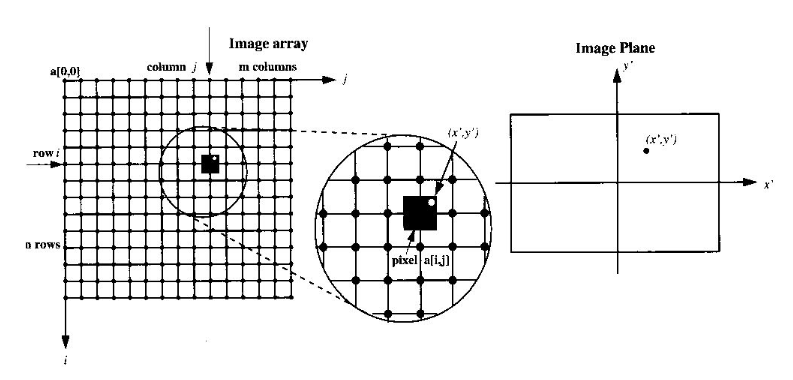 Image array
column j
m columns
a[0,0}
j
row i
n rows
i
(x',y')
pixel a[i,j]
Image Plane
y'
(x',y')
x'